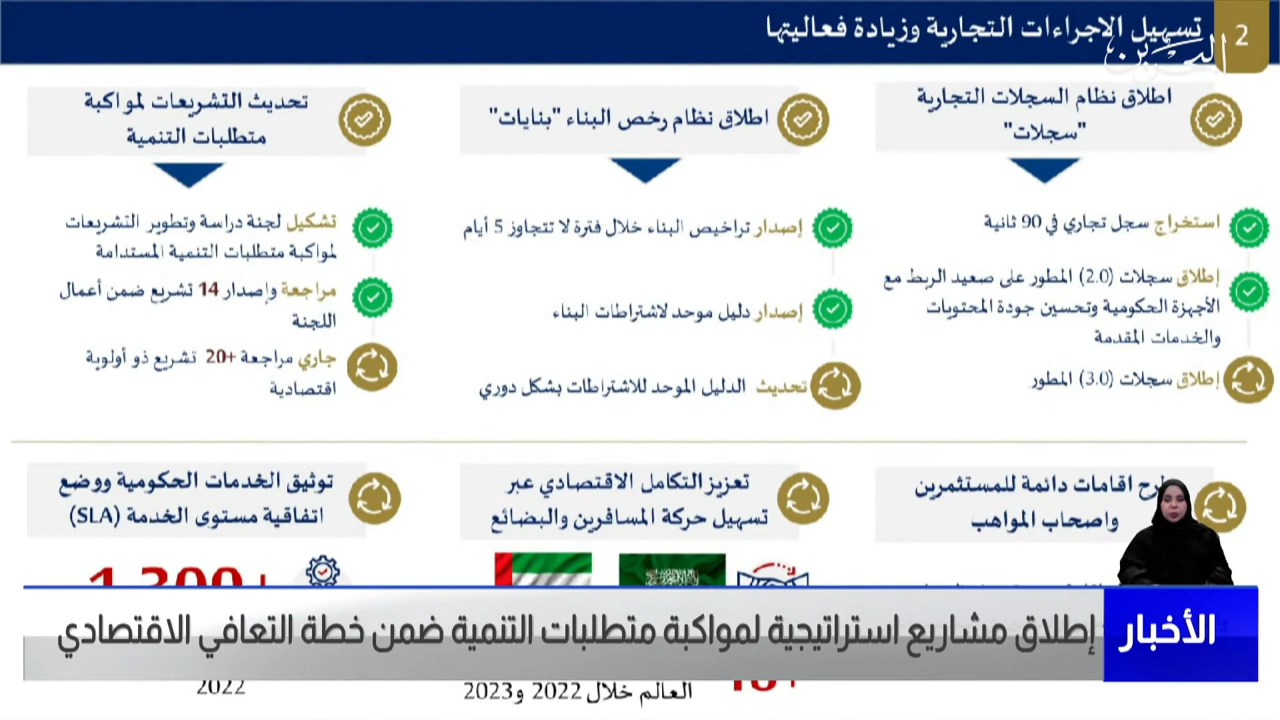 2
تسهيل الاجراءات التجارية وزيادة فعاليتها
البحرين
اطلاق نظام السجلات التجارية
"سجلات"
استخراج سجل تجاري في 90 ثانية
إطلاق سجلات (2.0) المطور على صعيد الربط مع
الأجهزة الحكومية وتحسين جودة المحتويات
والخدمات المقدمة
إطلاق سجلات (3.0) المطور
اطلاق نظام رخص البناء "بنايات"
إصدار تراخيص البناء خلال فترة لا تتجاوز 5 أيام
إصدار دليل موحد لاشتراطات البناء
تحديث الدليل الموحد للاشتراطات بشكل دوري
تحديث التشريعات لمواكبة
متطلبات التنمية
تشكيل لجنة دراسة وتطوير التشريعات
لمواكبة متطلبات التنمية المستدامة
مراجعة وإصدار 14 تشريع ضمن أعمال
اللجنة
جاري مراجعة +20 تشريع ذو أولوية
اقتصادية
طرح اقامات دائمة للمستثمرين
واصحاب المواهب
تعزيز التكامل الاقتصادي عبر
تسهيل حركة المسافرين والبضائع
توثيق الخدمات الحكومية ووضع
اتفاقية مستوى الخدمة (SLA)
الأخبار
إطلاق مشاريع استراتيجية لمواكبة متطلبات التنمية ضمن خطة التعافي الاقتصادي
العالم خلال 2022 و2023
2022